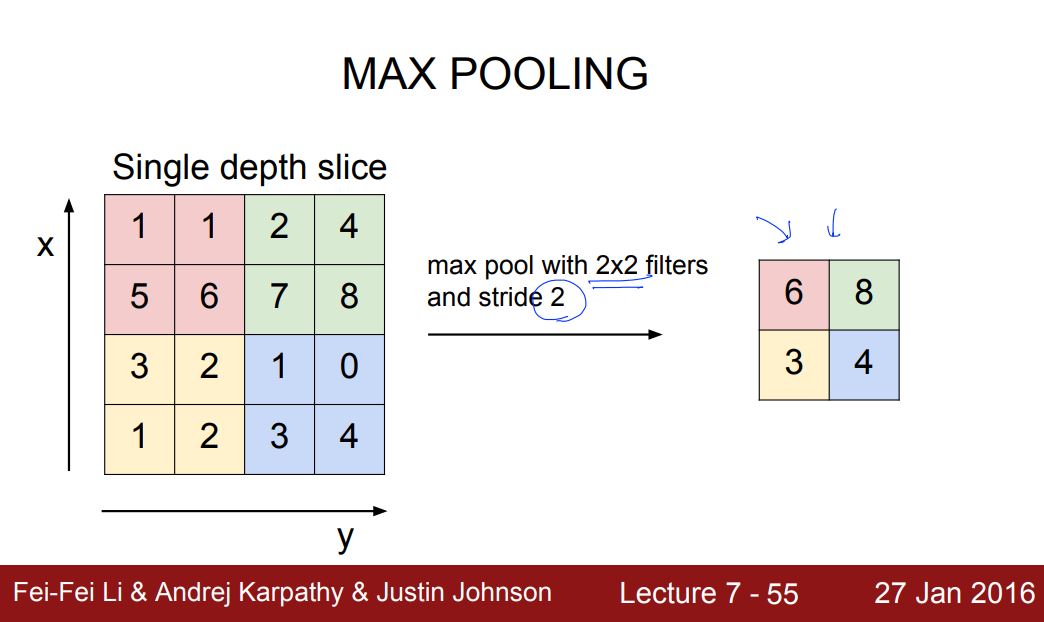 MAX POOLING
Single depth slice
x
1 1 2 4
5 6 7 8
3 2 1 0
1 2 3 4
y
max pool with 2x2 filters
and stride 2
6 8
3 4
Fei-Fei Li & Andrej Karpathy & Justin Johnson
Lecture 7 - 55
27 Jan 2016